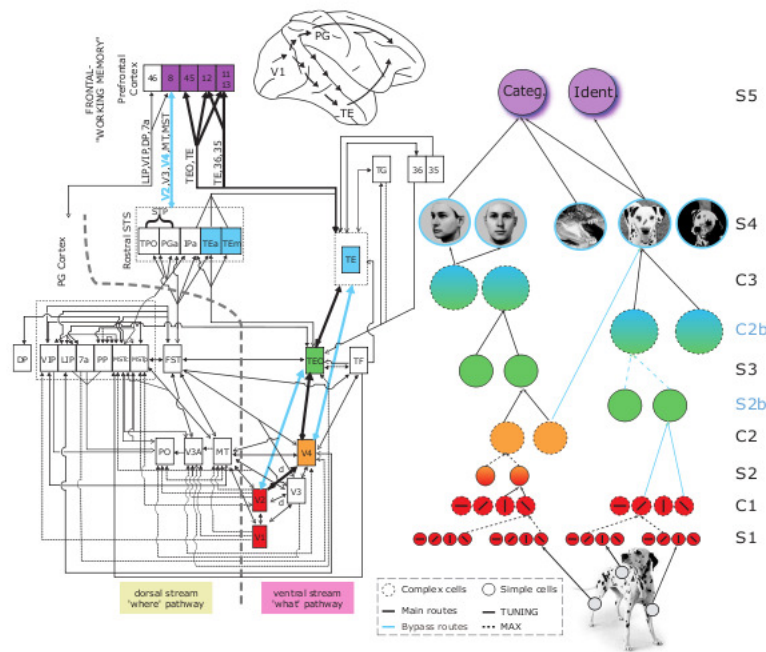 FRONTAL-
"WORKING MEMORY"
Prefrontal
Cortex
46
8
45
12
11
13
PG
V1
TE
LIP,VIP,DP,7a
V2,V3,V4,MT,MST
TEO,TE
TE,36,35
TG
36
35
PG Cortex
Rostral STS
STP
TPO
PGa
IPa
TEa
TEm
TE
DP
VIP
LIP
7a
PP
FST
TEO
TF
PO
V3A
MT
V4
d
V3
d
V2
V1
dorsal stream
'where' pathway
ventral stream
'what' pathway
Categ.
Ident.
S5
S4
C3
C2b
S3
S2b
C2
S2
C1
S1
Complex cells
Simple cells
Main routes
TUNING
Bypass routes
MAX